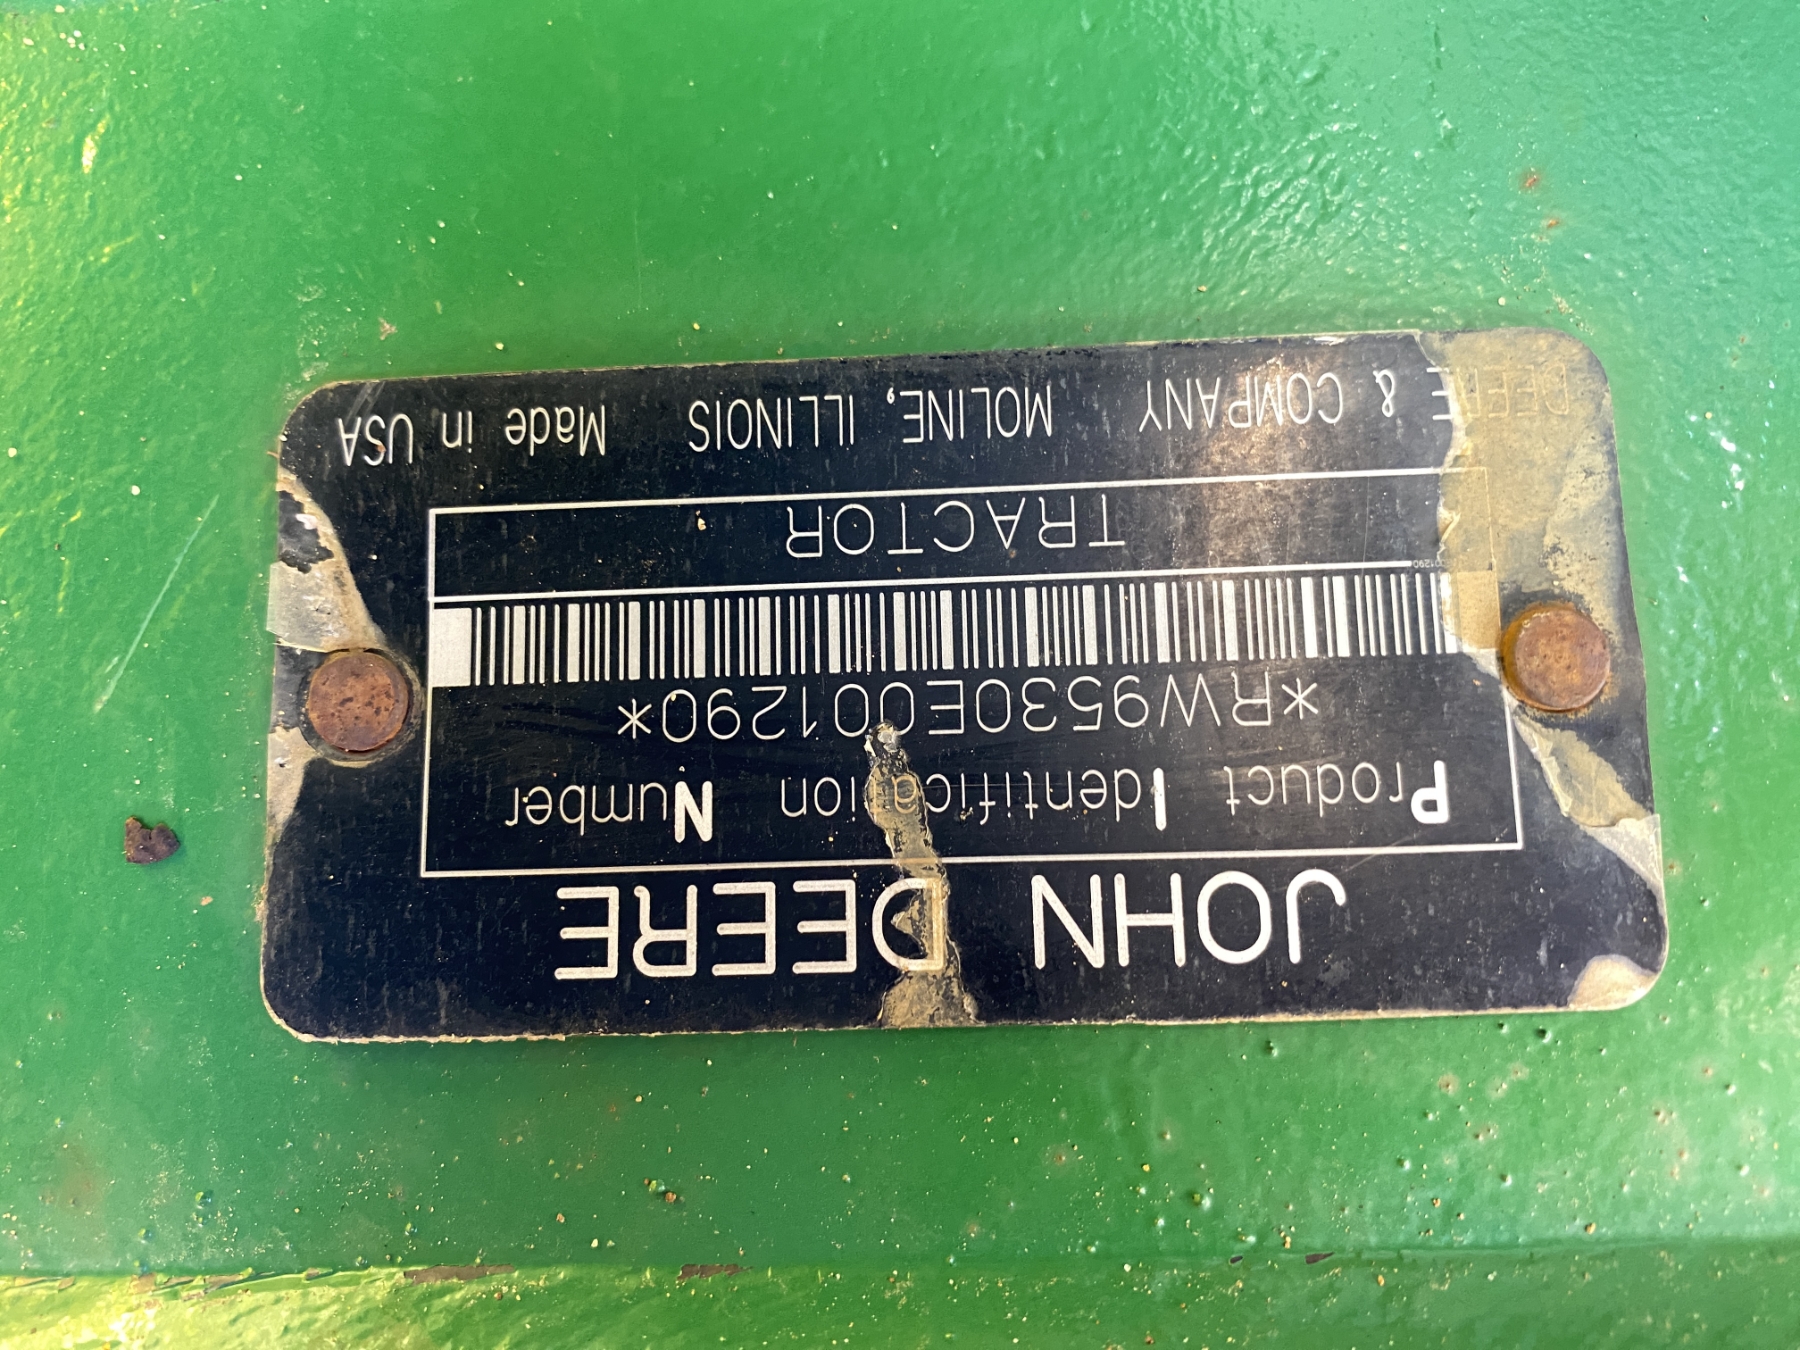 JOHN DEERE
Product Identification Number
*RW9530E001290*
TRACTOR
DEERE & COMPANY MOLINE, ILLINOIS Made in USA